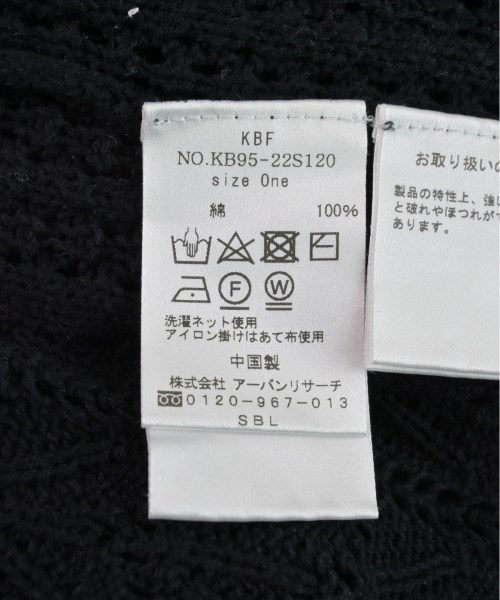 KBF
NO.KB95-22S120
size One
綿 100%
F W
洗濯ネット使用
アイロン掛けはあて布使用
中国製
株式会社 アーバンリサーチ
0120-967-013
SBL
お取り扱いの
製品の特性上、強い
と破れやほつれが
あります。